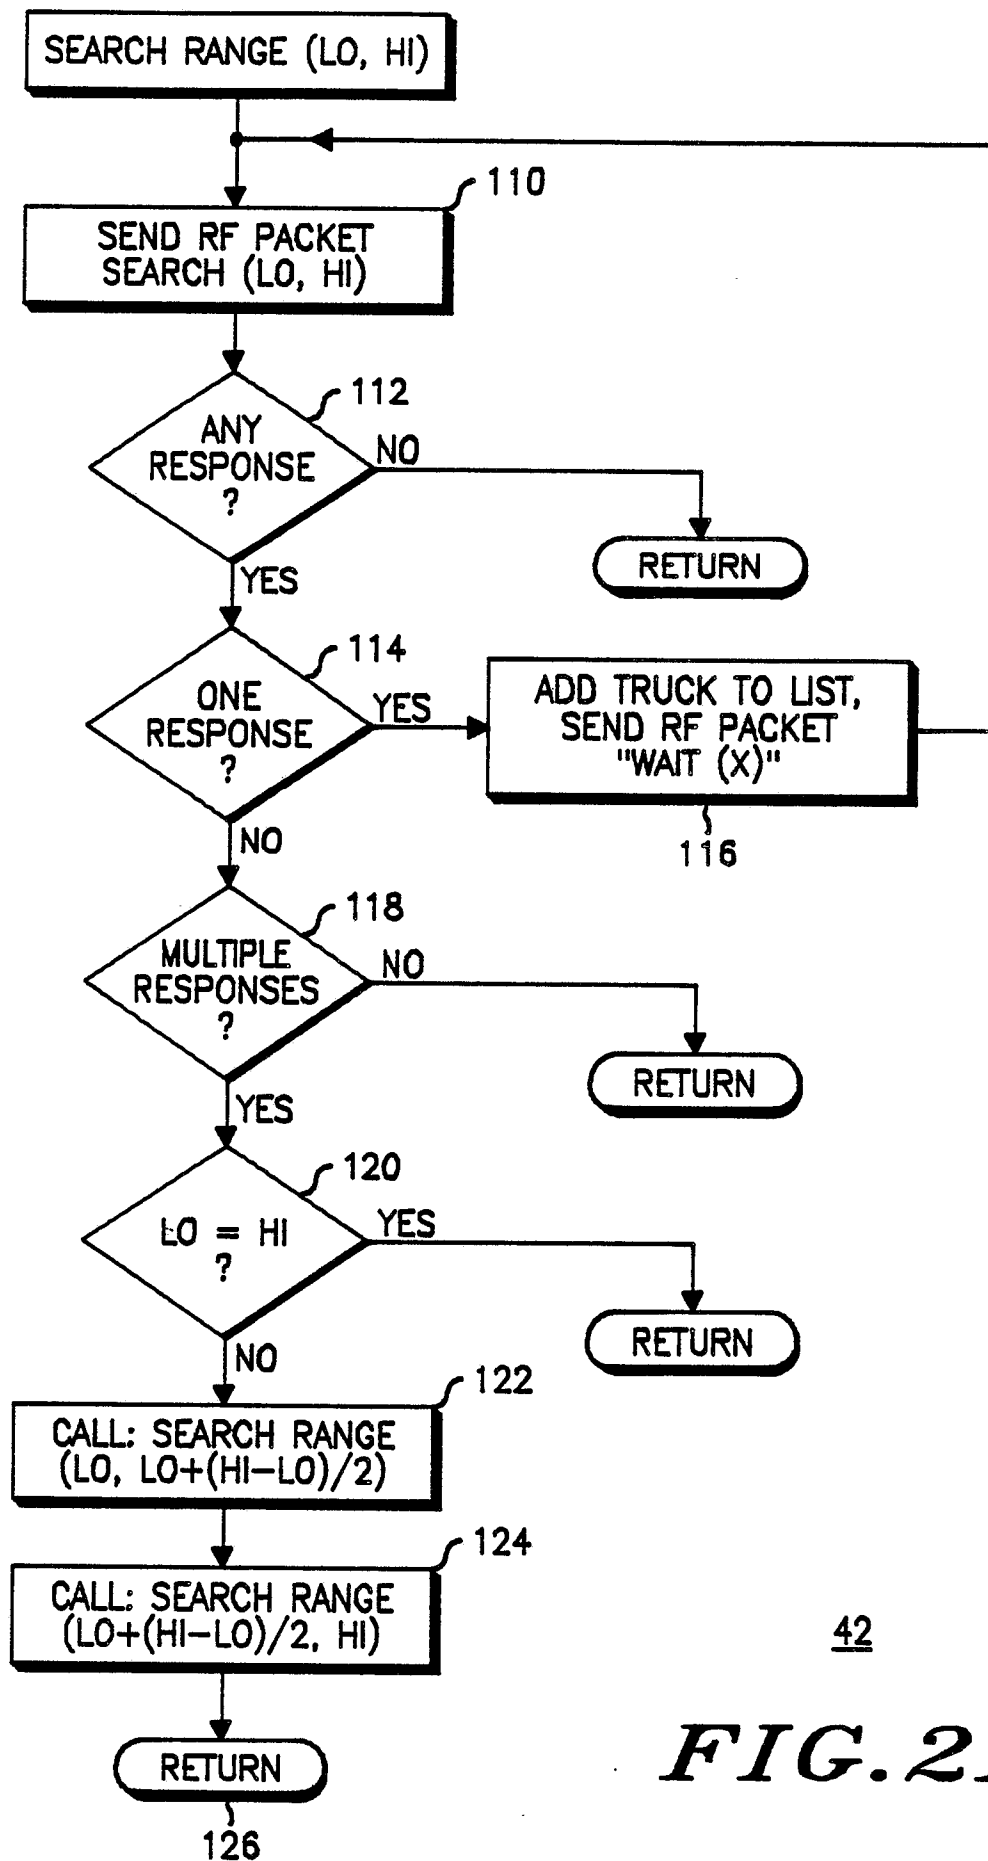 SEARCH RANGE (LO, HI)
110
SEND RF PACKET
SEARCH (LO, HI)
112
ANY
RESPONSE
?
NO
RETURN
YES
114
ONE
RESPONSE
?
YES
ADD TRUCK TO LIST,
SEND RF PACKET
"WAIT (X)"
116
NO
118
MULTIPLE
RESPONSES
?
NO
RETURN
YES
120
LO = HI
?
YES
RETURN
NO
122
CALL: SEARCH RANGE
(LO, LO+(HI-LO)/2)
124
CALL: SEARCH RANGE
(LO+(HI-LO)/2, HI)
42
RETURN
126
FIG.2